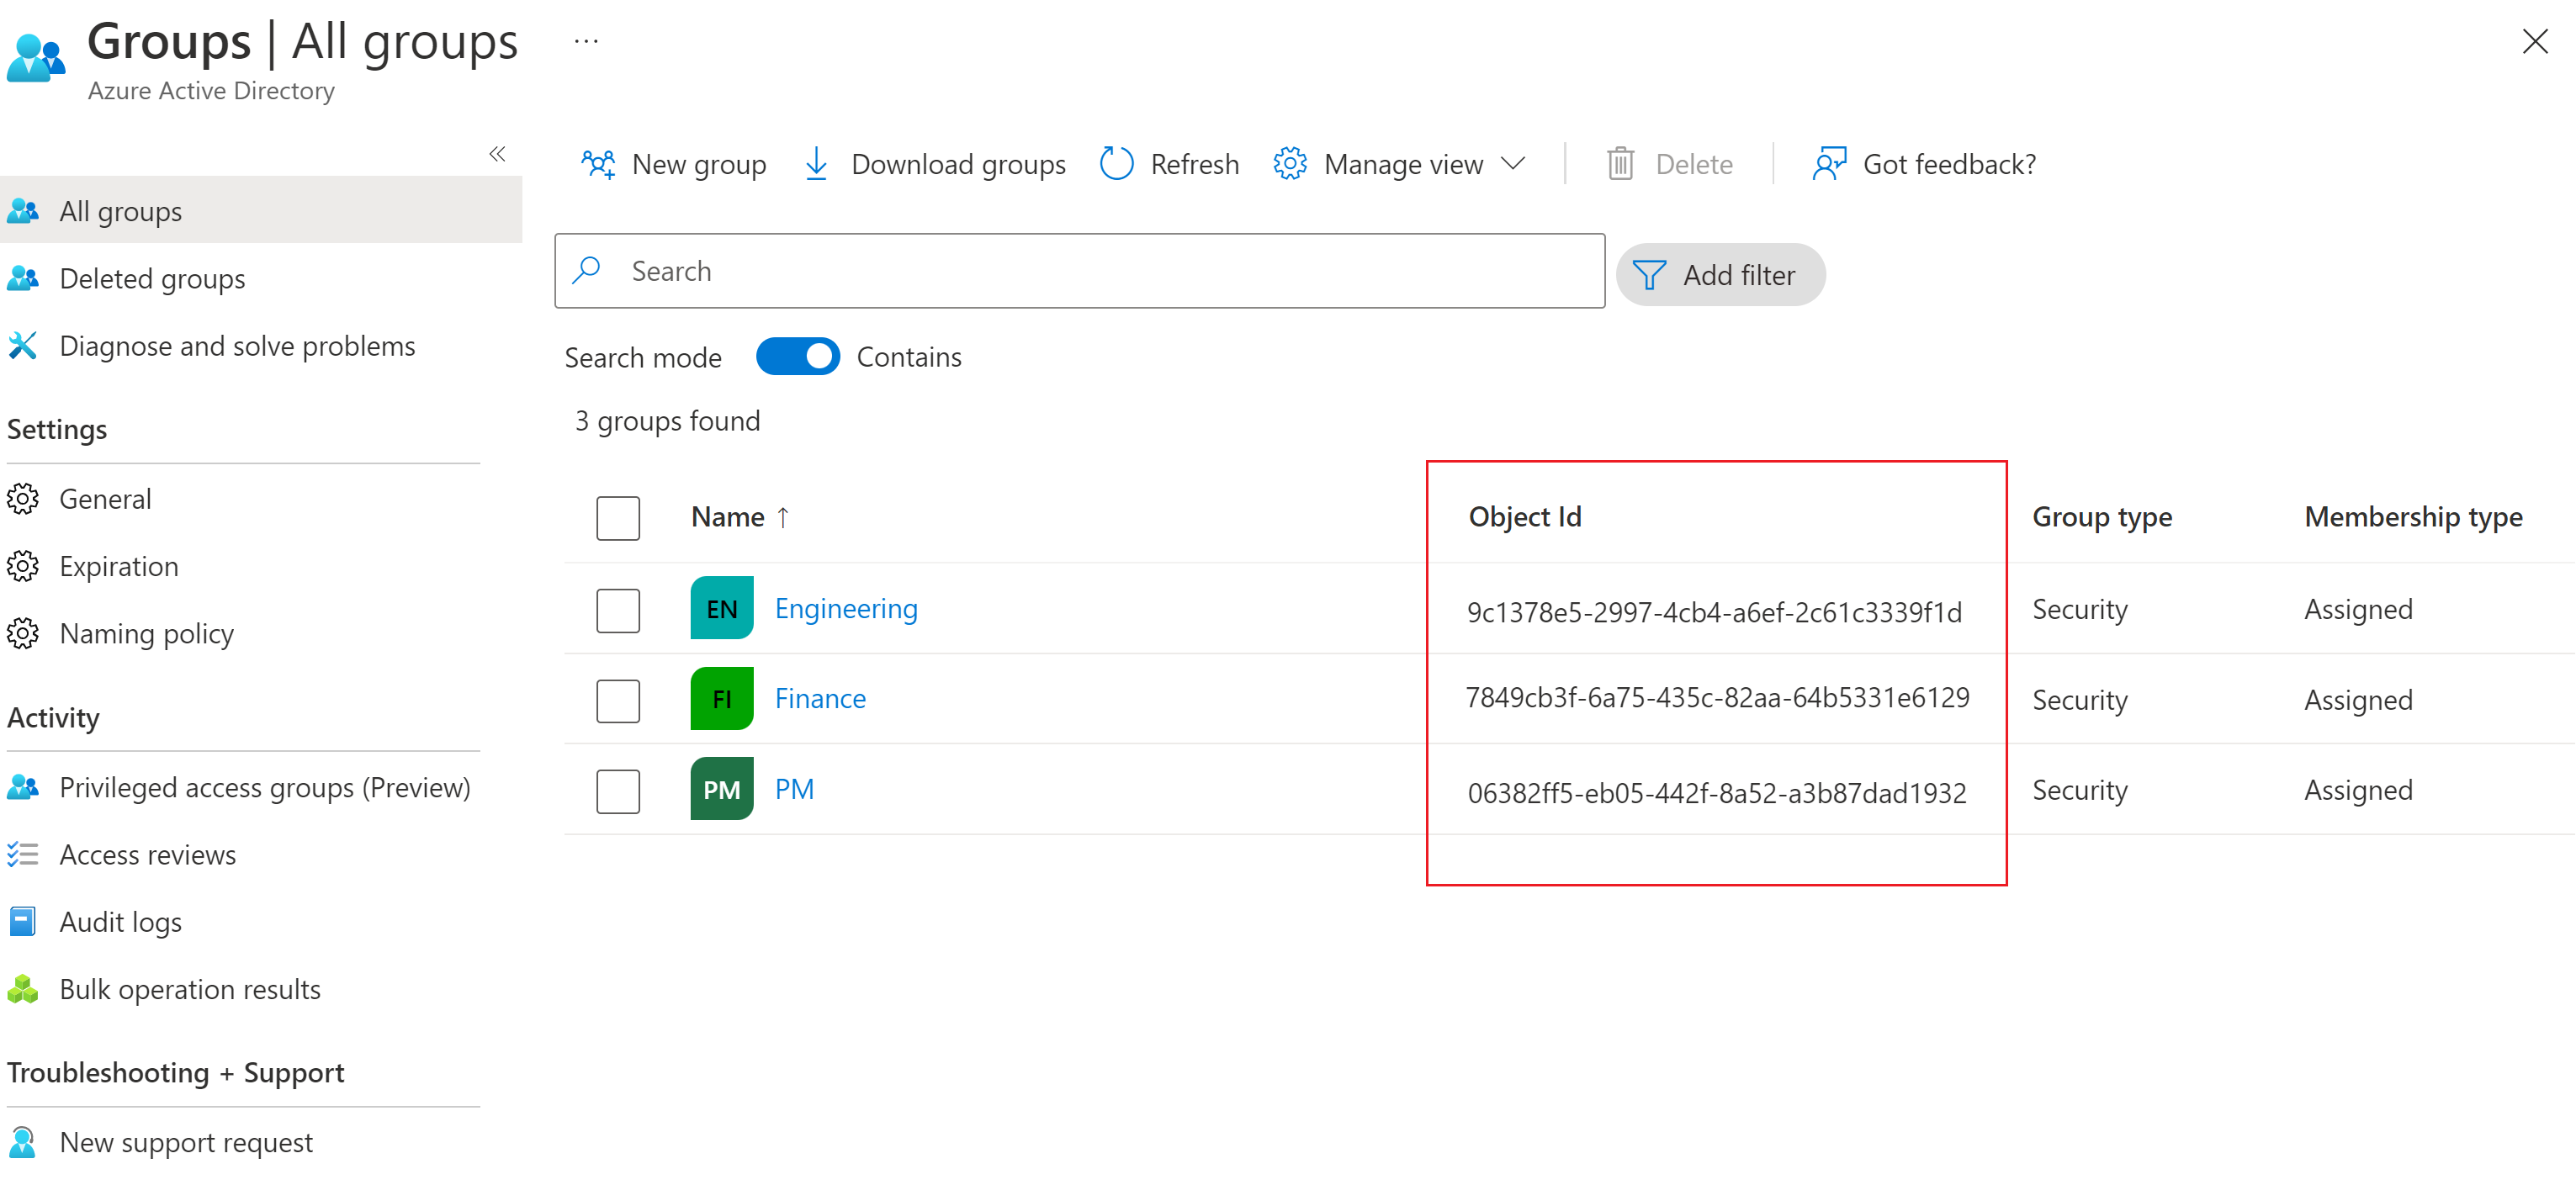 Groups | All groups ...
Azure Active Directory
All groups
Deleted groups
Diagnose and solve problems
Settings
General
Expiration
Naming policy
Activity
Privileged access groups (Preview)
Access reviews
Audit logs
Bulk operation results
Troubleshooting + Support
New support request
New group Download groups Refresh Manage view Delete Got feedback?
Search Add filter
Search mode Contains
3 groups found
Name ↑ Object Id Group type Membership type
EN Engineering 9c1378e5-2997-4cb4-a6ef-2c61c3339f1d Security Assigned
FI Finance 7849cb3f-6a75-435c-82aa-64b5331e6129 Security Assigned
PM PM 06382ff5-eb05-442f-8a52-a3b87dad1932 Security Assigned